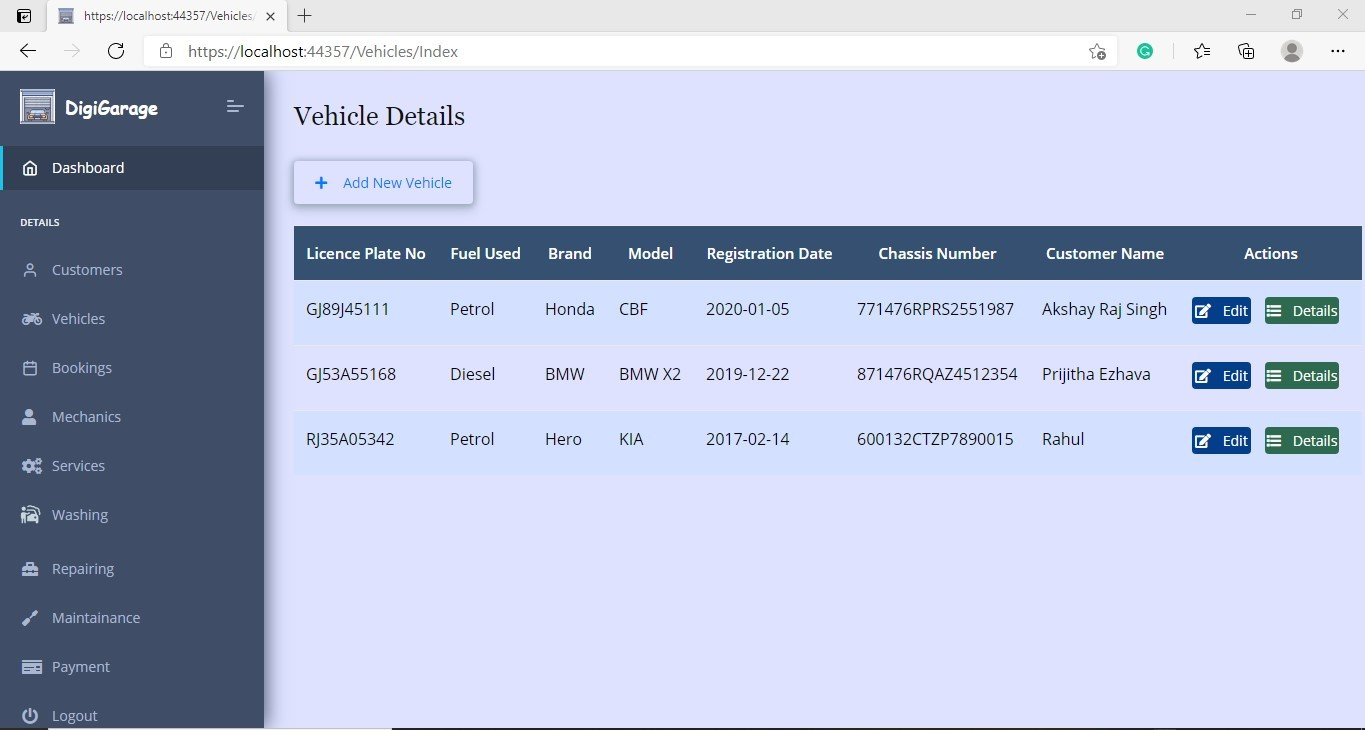 https://localhost:44357/Vehicles/
https://localhost:44357/Vehicles/Index
DigiGarage
Dashboard
DETAILS
Customers
Vehicles
Bookings
Mechanics
Services
Washing
Repairing
Maintainance
Payment
Logout
Vehicle Details
+ Add New Vehicle
Licence Plate No Fuel Used Brand Model Registration Date Chassis Number Customer Name Actions
GJ89J45111 Petrol Honda CBF 2020-01-05 771476RPRS2551987 Akshay Raj Singh Edit Details
GJ53A55168 Diesel BMW BMW X2 2019-12-22 871476RQAZ4512354 Prijitha Ezhava Edit Details
RJ35A05342 Petrol Hero KIA 2017-02-14 600132CTZP7890015 Rahul Edit Details